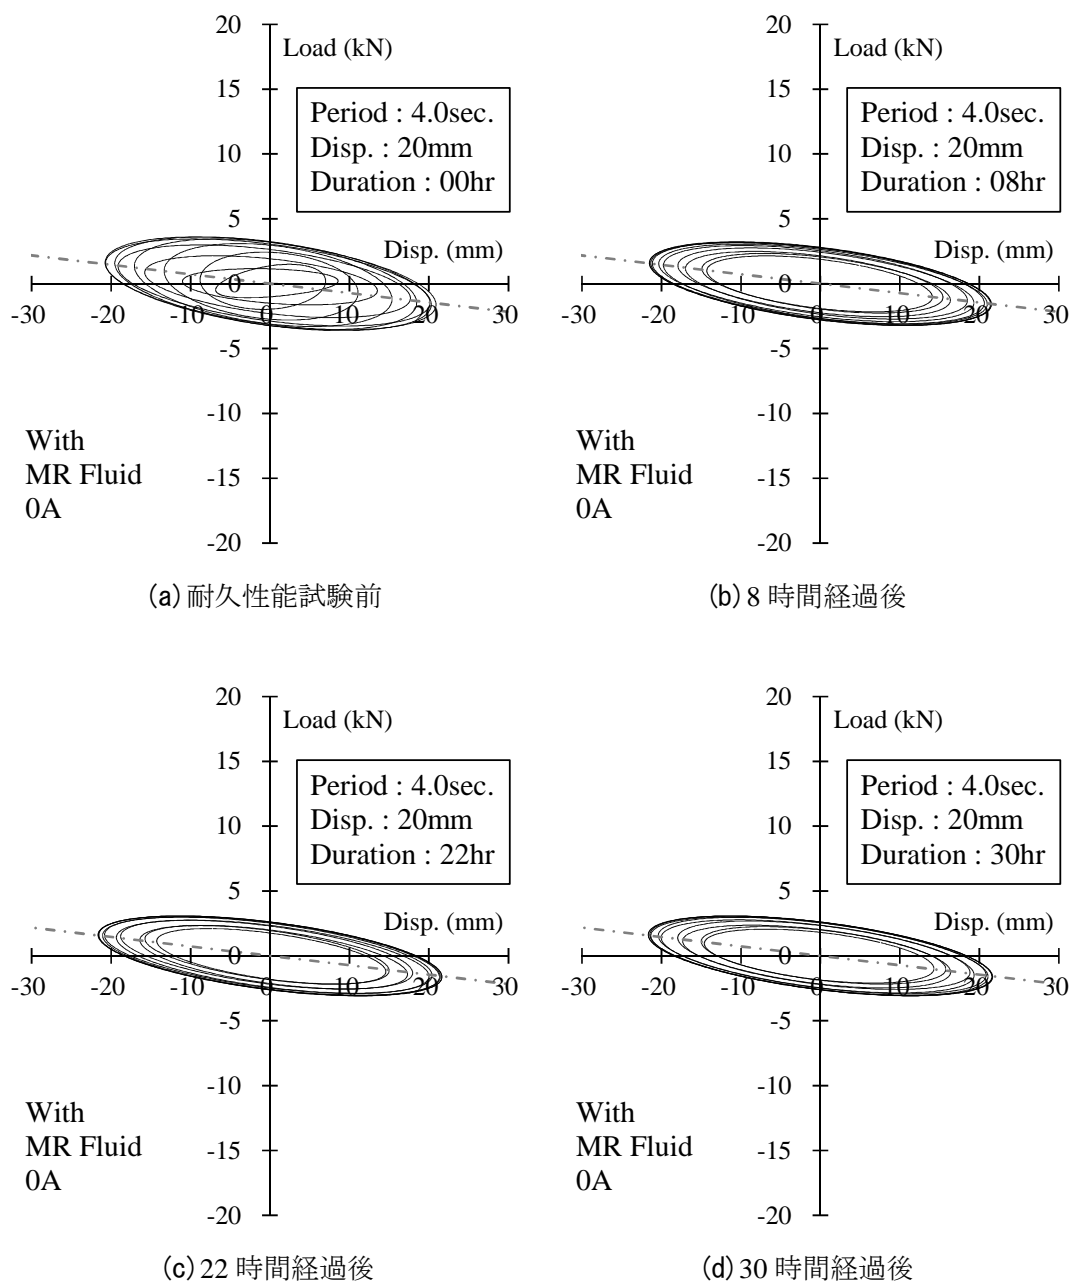 20
Load (kN)
15
Period : 4.0sec.
10
Disp. : 20mm
Duration : 00hr
5
Disp. (mm)
0
-30 -20 -10 0 10 20 30
-5
-10
With
MR Fluid
-15
0A
-20
(a)耐久性能試験前
20
Load (kN)
15
Period : 4.0sec.
10
Disp. : 20mm
Duration : 08hr
5
Disp. (mm)
0
-30 -20 -10 0 10 20 30
-5
-10
With
MR Fluid
-15
0A
-20
(b)8 時間経過後
20
Load (kN)
15
Period : 4.0sec.
10
Disp. : 20mm
Duration : 22hr
5
Disp. (mm)
0
-30 -20 -10 0 10 20 30
-5
-10
With
MR Fluid
-15
0A
-20
(c)22 時間経過後
20
Load (kN)
15
Period : 4.0sec.
10
Disp. : 20mm
Duration : 30hr
5
Disp. (mm)
0
-30 -20 -10 0 10 20 30
-5
-10
With
MR Fluid
-15
0A
-20
(d)30 時間経過後